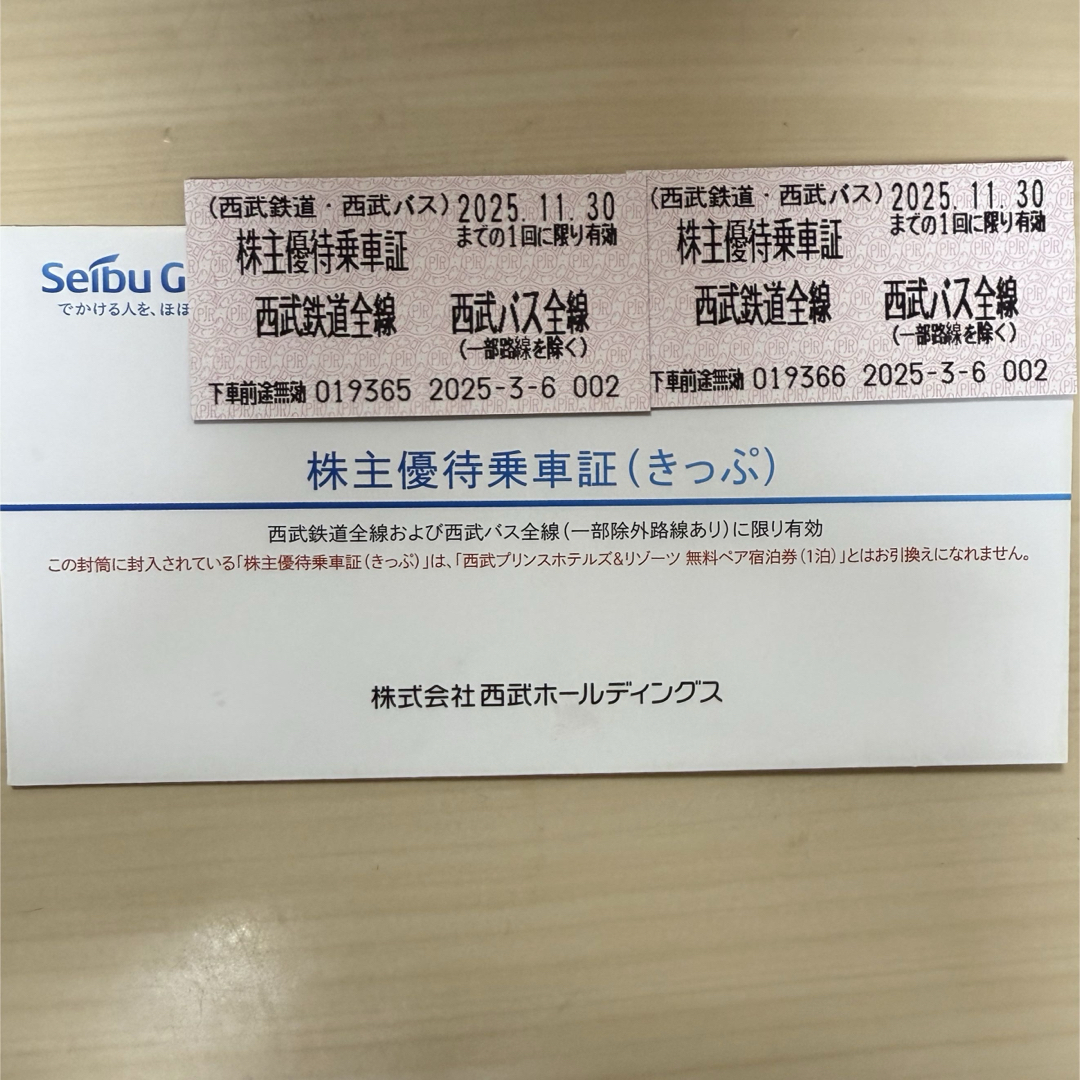 (西武鉄道・西武バス) 2025.11.30
までの1回に限り有効
株主優待乗車証
西武鉄道全線 西武バス全線
(一部路線を除く)
下車前途無効 019365 2025-3-6 002
(西武鉄道・西武バス) 2025.11.30
までの1回に限り有効
株主優待乗車証
西武鉄道全線 西武バス全線
(一部路線を除く)
下車前途無効 019366 2025-3-6 002
Seibu G
でかける人を、ほほ
株主優待乗車証(きっぷ)
西武鉄道全線および西武バス全線(一部除外路線あり)に限り有効
この封筒に封入されている「株主優待乗車証(きっぷ)」は、「西武プリンスホテルズ&リゾーツ 無料ペア宿泊券(1泊)」とはお引換えになれません。
株式会社西武ホールディングス